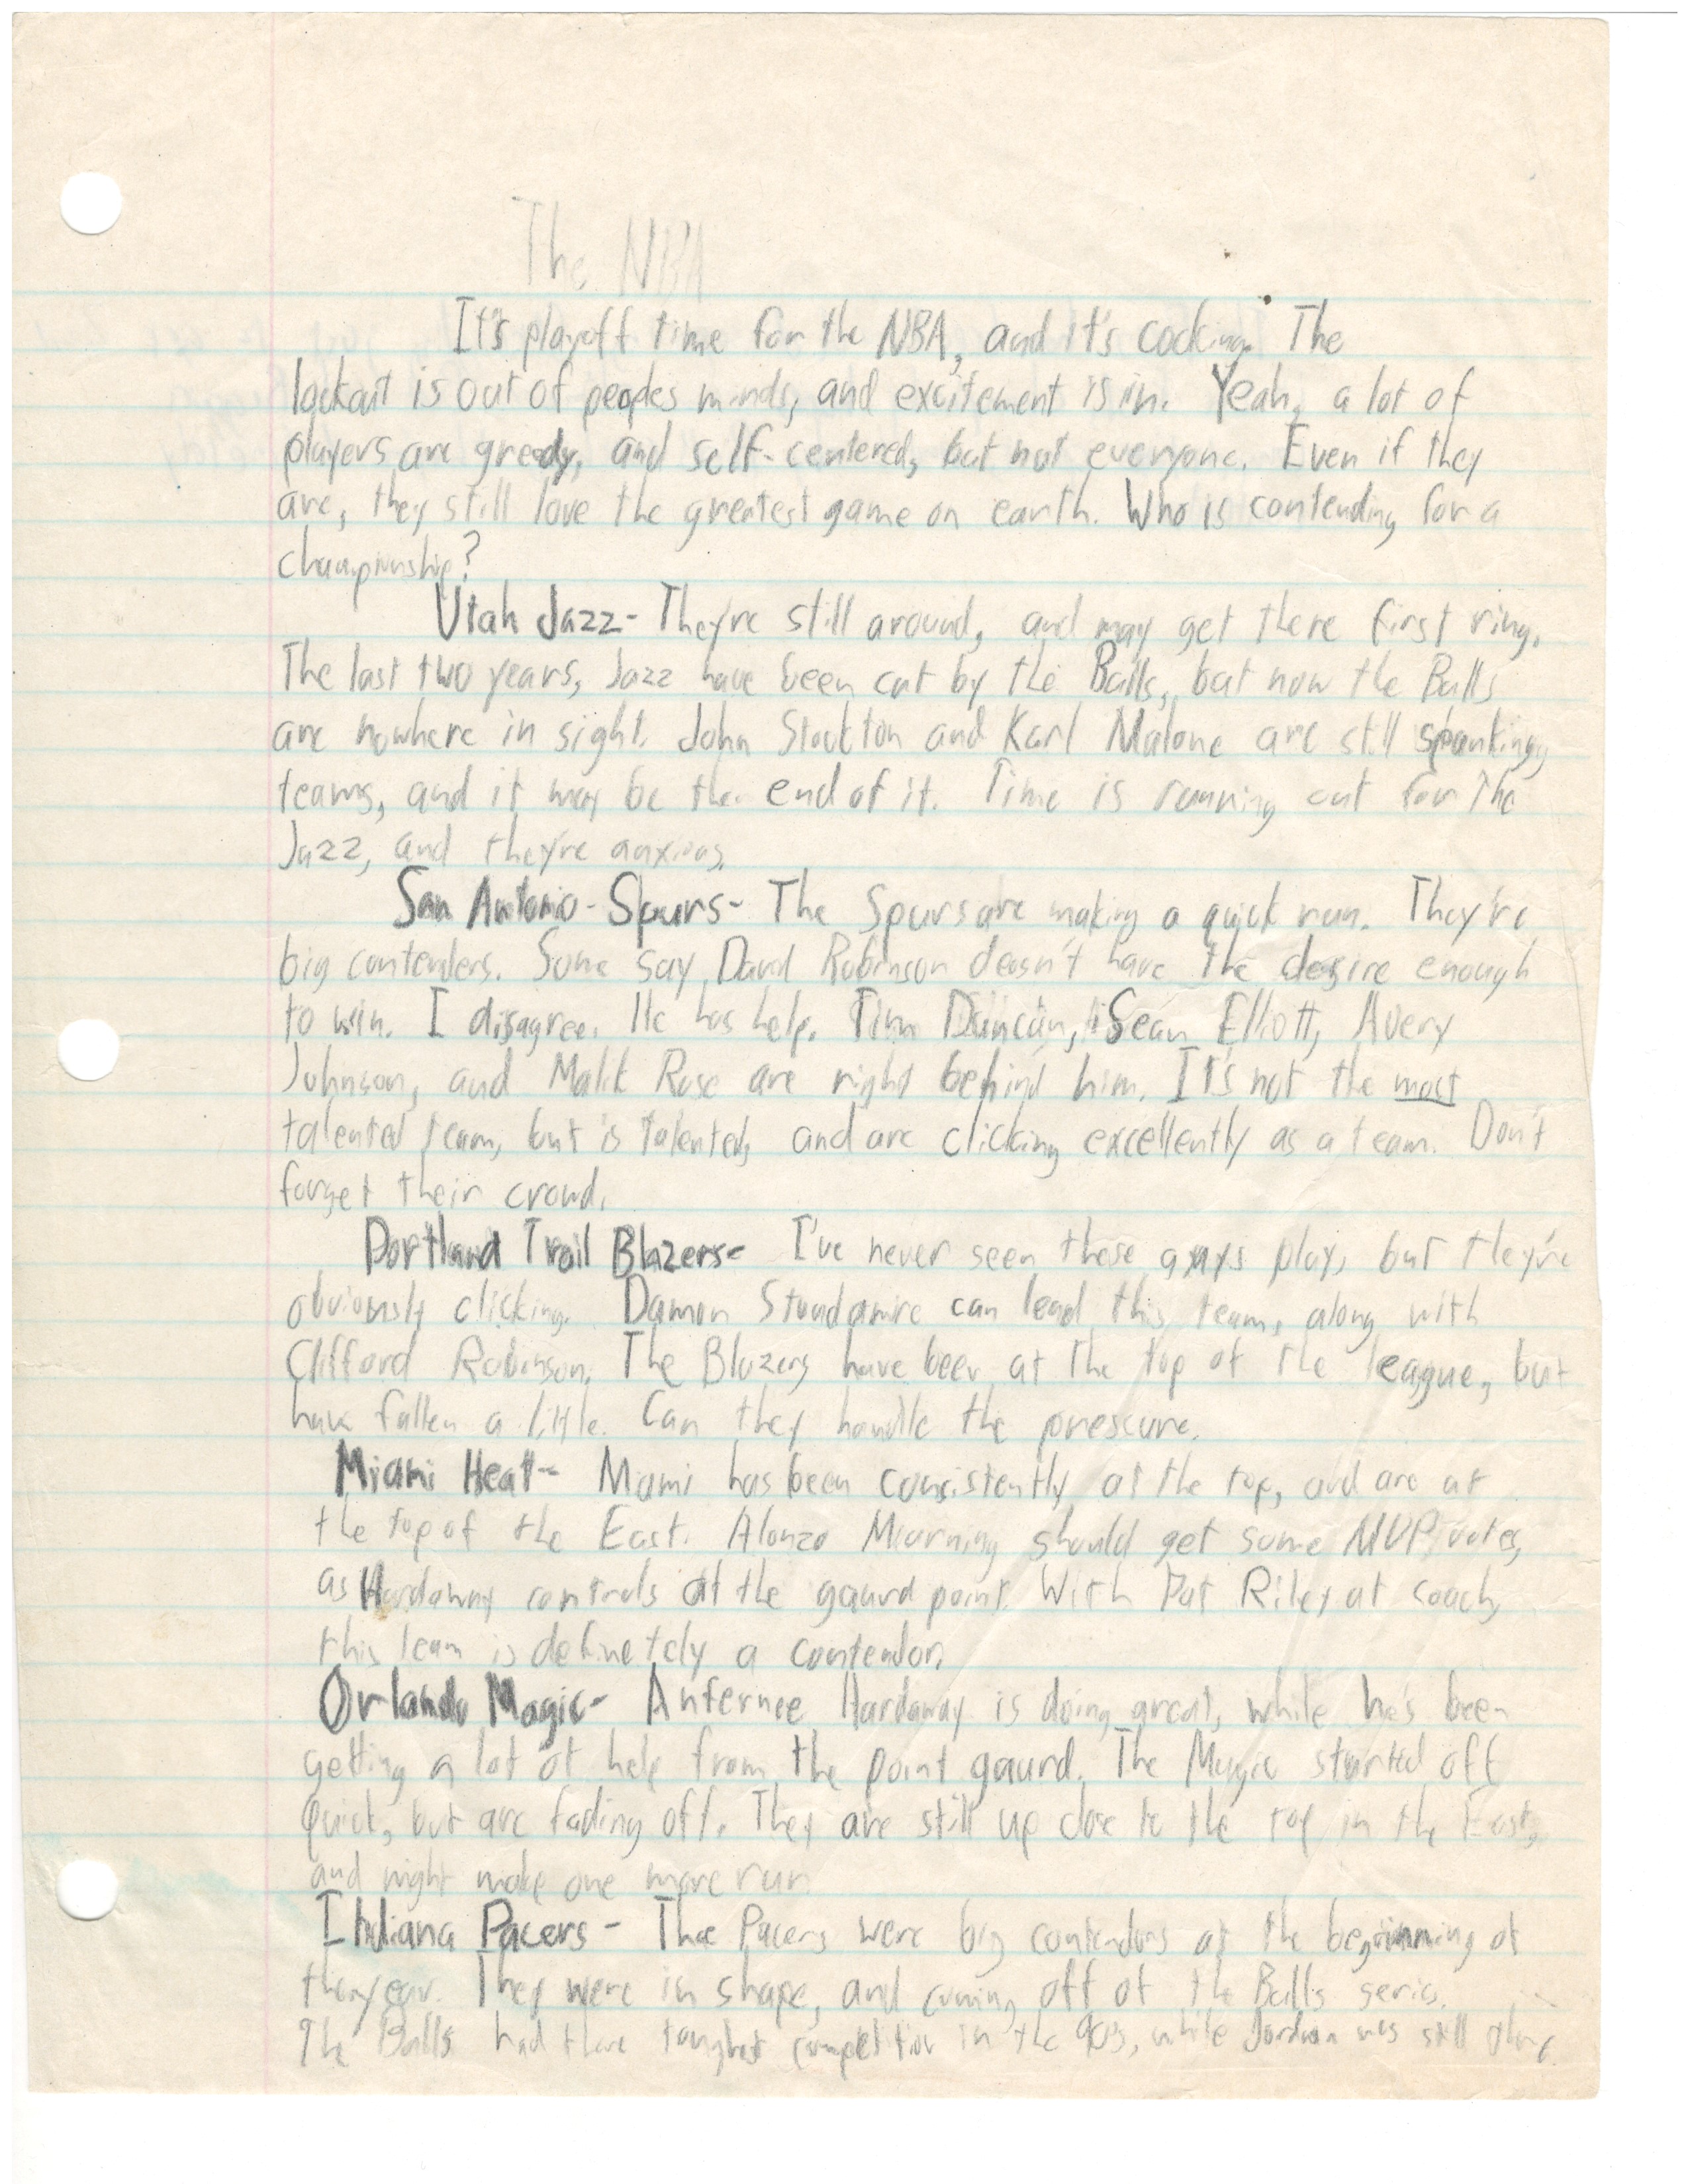 The NBA
It's playoff time for the NBA, and it's cocking. The
lockout is out of peoples minds, and excitement is in. Yeah, a lot of
players are greedy, and self-centered, but not everyone. Even if they
are, they still love the greatest game on earth. Who is contending for a
championship?
Utah Jazz- They're still around, and may get there first ring.
The last two years, Jazz have been cut by the Bulls, but now the Bulls
are nowhere in sight. John Stockton and Karl Malone are still spanking
teams, and it may be the end of it. Time is running out for the
Jazz, and they're anxious.
San Antonio-Spurs- The Spurs are making a quick run. They're
big contenders. Some say David Robinson doesn't have the desire enough
to win. I disagree. He has help. Tim Duncan, Sean Elliott, Avery
Johnson, and Malik Rose are right behind him. It's not the most
talented team, but is talented, and are clicking excellently as a team. Don't
forget their crowd.
Portland Trail Blazers- I've never seen these guys play, but they're
obviously clicking. Damon Stoudamire can lead this team, along with
Clifford Robinson. The Blazers have been at the top of the league, but
have fallen a little. Can they handle the prescure.
Miami Heat- Miami has been consistently at the top, and are at
the top of the East. Alonzo Mourning should get some MVP votes,
as Hardaway controls at the gaurd point. With Pat Riley at coach,
this team is definetely a contendor.
Orlando Magic- Anfernee Hardaway is doing great, while he's been
getting a lot of help from the point gaurd. The Magic started off
quick, but are fading off. They are still up close to the top in the East,
and might make one more run
Indiana Pacers- The Pacers were big contendors at the beginning of
the year. They were in shape, and coming off of the Bulls series.
The Bulls had there toughest competition in the 90s, while Jordan was still there.